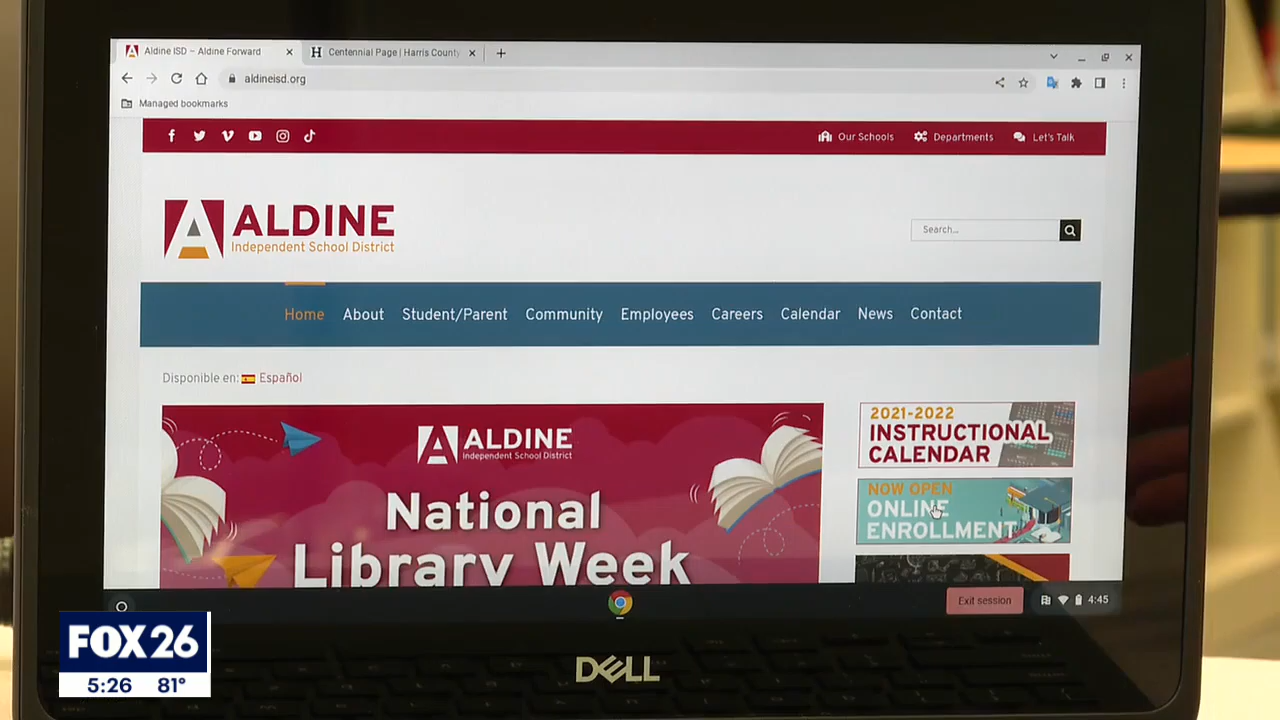 Aldine ISD – Aldine Forward
Centennial Page | Harris County
aldineisd.org
Managed bookmarks
Our Schools
Departments
Let's Talk
ALDINE
Independent School District
Search...
Home About Student/Parent Community Employees Careers Calendar News Contact
Disponible en: Español
ALDINE
Independent School District
National
Library Week
2021-2022
INSTRUCTIONAL
CALENDAR
NOW OPEN
ONLINE
ENROLLMENT
Exit session
4:45
DELL
FOX 26
5:26 81°